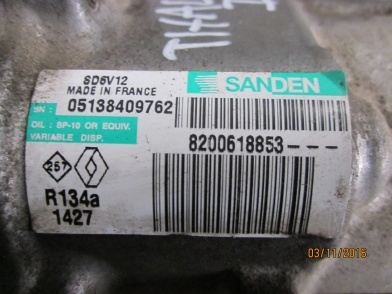 SD6V12
MADE IN FRANCE
SANDEN
SN: 05138409762
OIL : SP-10 OR EQUIV.
VARIABLE DISP.
8200618853---
257
R134a
1427
03/11/2016